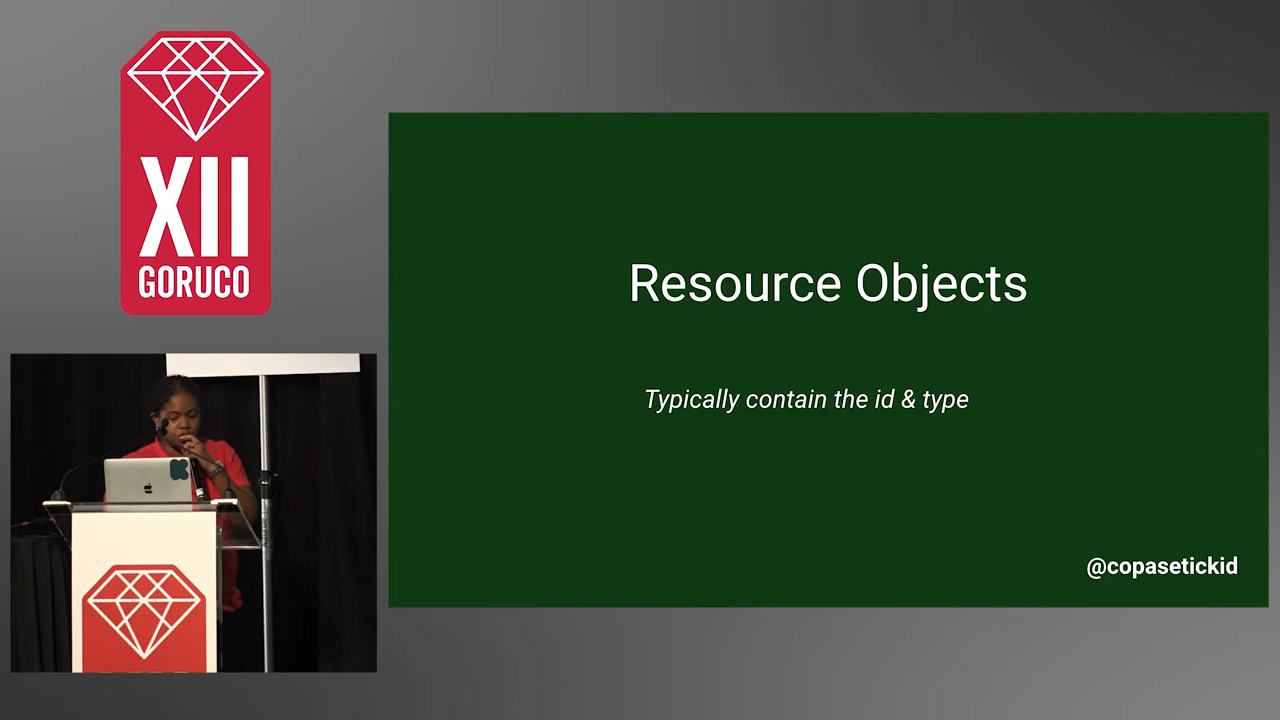 XII
GORUCO
Resource Objects
Typically contain the id & type
@copasetickid